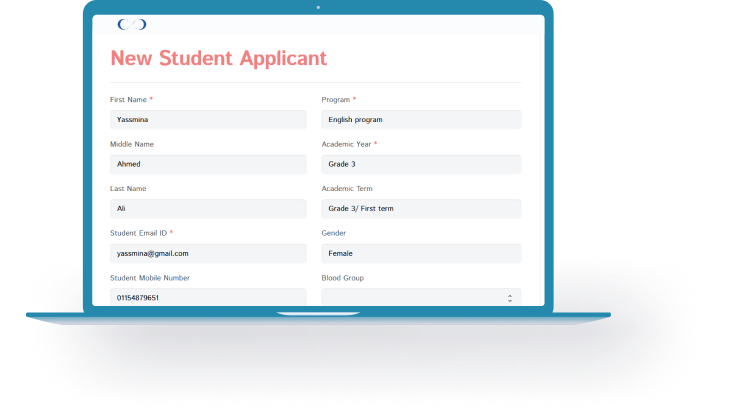 New Student Applicant
First Name *
Yassmina
Middle Name
Ahmed
Last Name
Ali
Student Email ID *
yassmina@gmail.com
Student Mobile Number
01154879651
Program *
English program
Academic Year *
Grade 3
Academic Term
Grade 3/ First term
Gender
Female
Blood Group